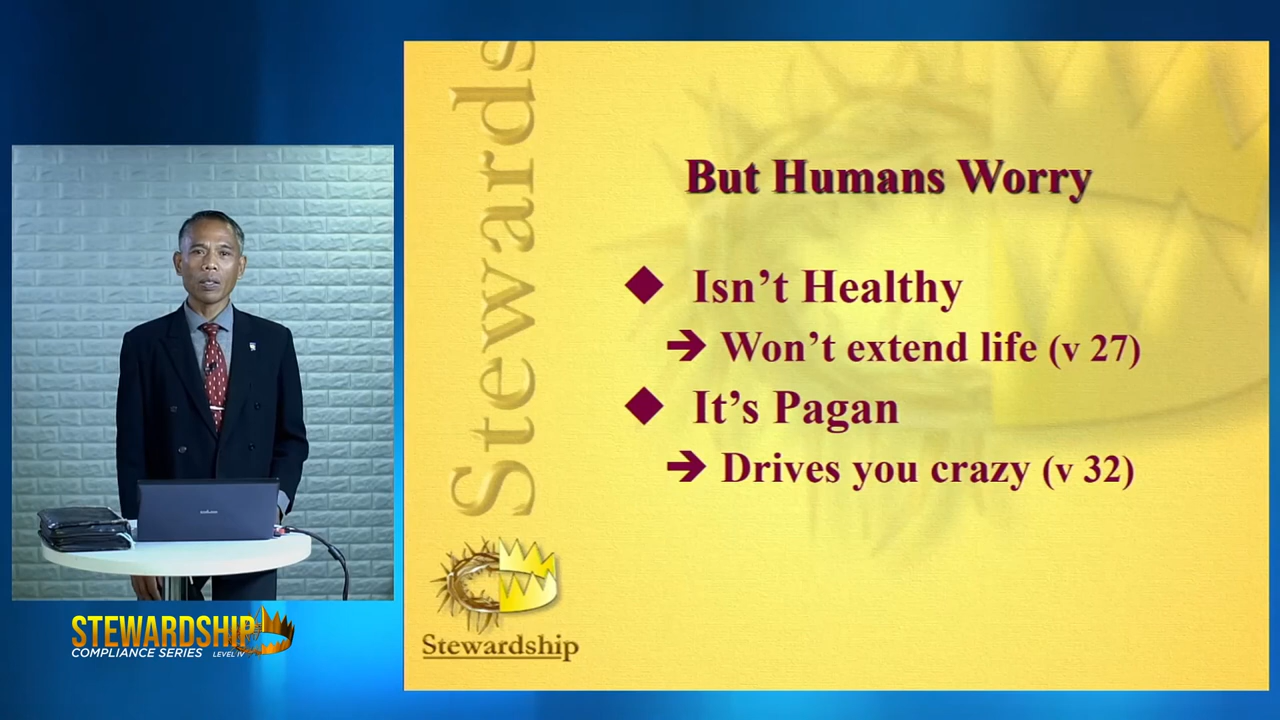 Stewards
But Humans Worry
Isn't Healthy
Won't extend life (v 27)
It's Pagan
Drives you crazy (v 32)
Stewardship
STEWARDSHIP
COMPLIANCE SERIES LEVEL IV